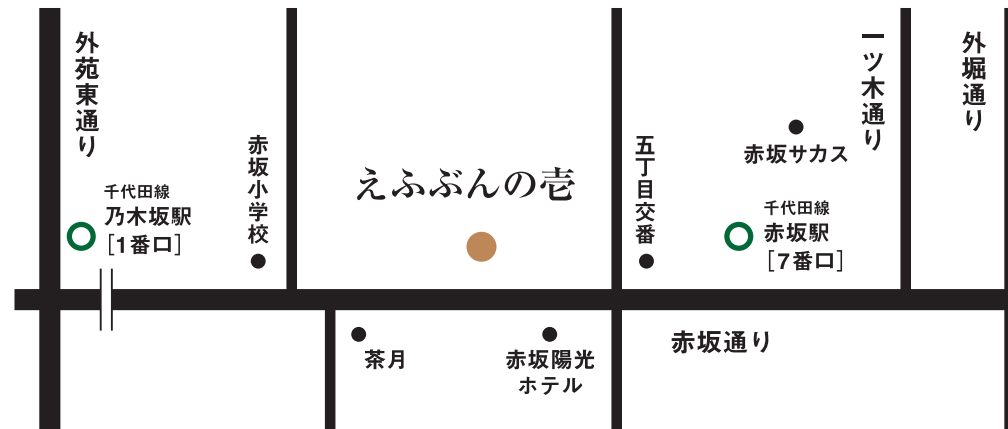 外苑東通り
千代田線
乃木坂駅
［1番口］
赤坂小学校
えふぶんの壱
五丁目交番
赤坂サカス
一ツ木通り
外堀通り
千代田線
赤坂駅
［7番口］
茶月
赤坂陽光
ホテル
赤坂通り